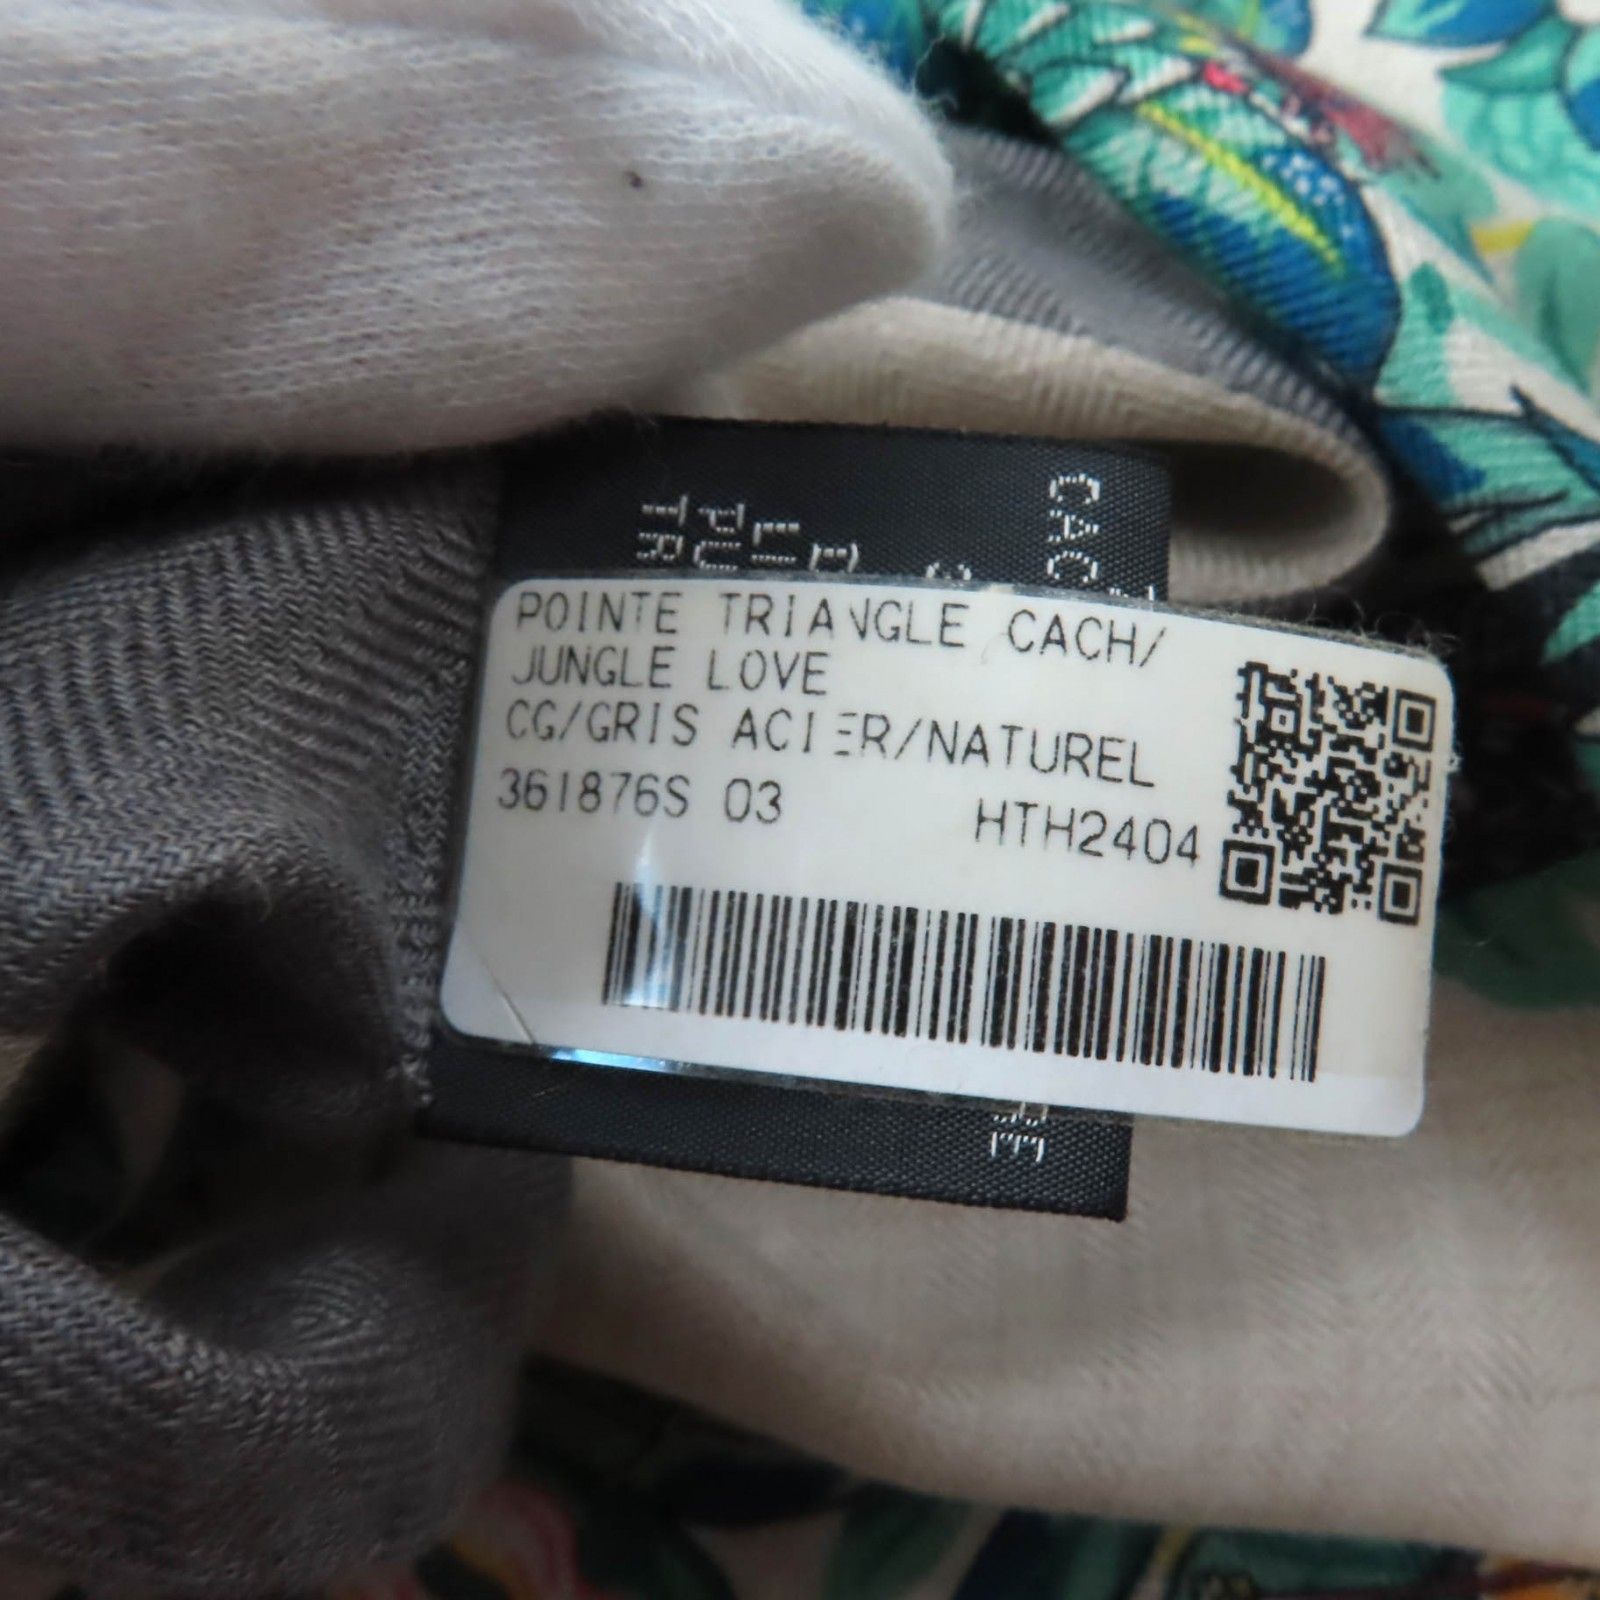 POINTE TRIANGLE CACH/
JUNGLE LOVE
CG/GRIS ACIER/NATUREL
361876S 03 HTH2404